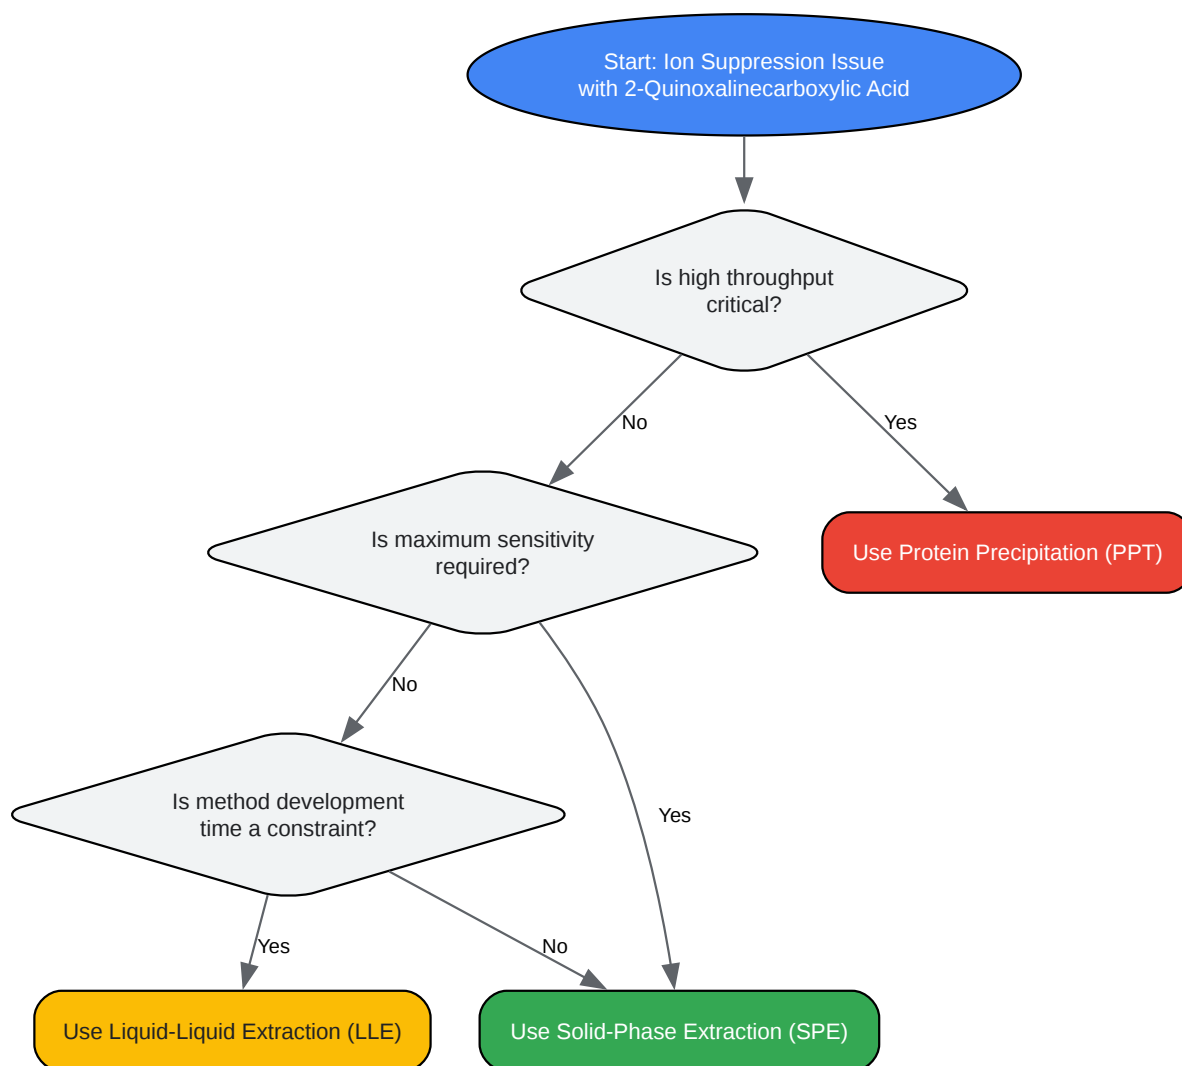 Start: Ion Suppression Issue
with 2-Quinoxalinecarboxylic Acid
Is high throughput
critical?
No
Yes
Is maximum sensitivity
required?
Use Protein Precipitation (PPT)
No
Yes
Is method development
time a constraint?
Yes
No
Use Liquid-Liquid Extraction (LLE)
Use Solid-Phase Extraction (SPE)